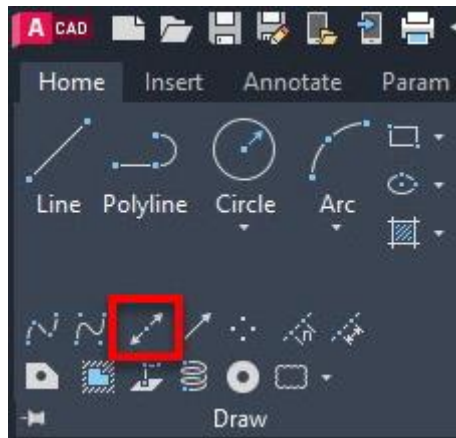 A CAD
Home Insert Annotate Param
Line Polyline Circle Arc
Draw